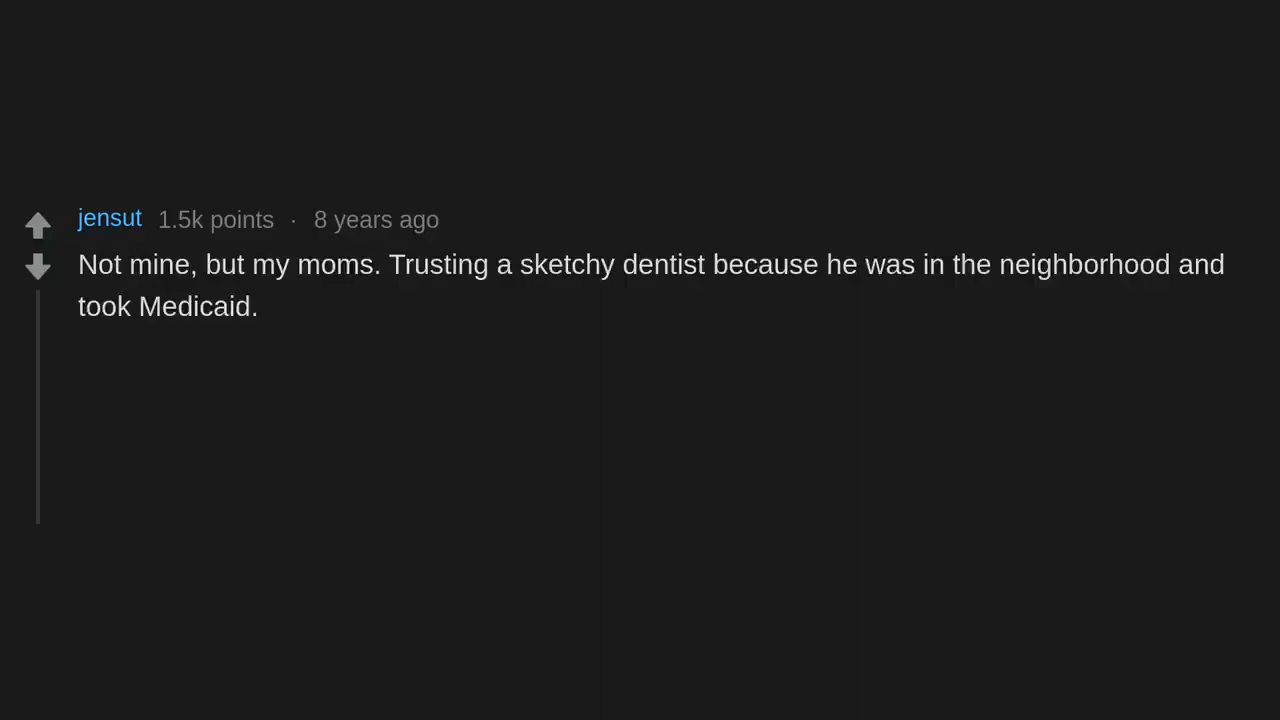 jensut 1.5k points · 8 years ago
Not mine, but my moms. Trusting a sketchy dentist because he was in the neighborhood and
took Medicaid.